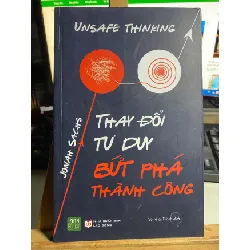 UNSAFE THINKING
JONAH SACHS
THAY ĐỔI
TƯ DUY
BỨT PHÁ
THÀNH CÔNG